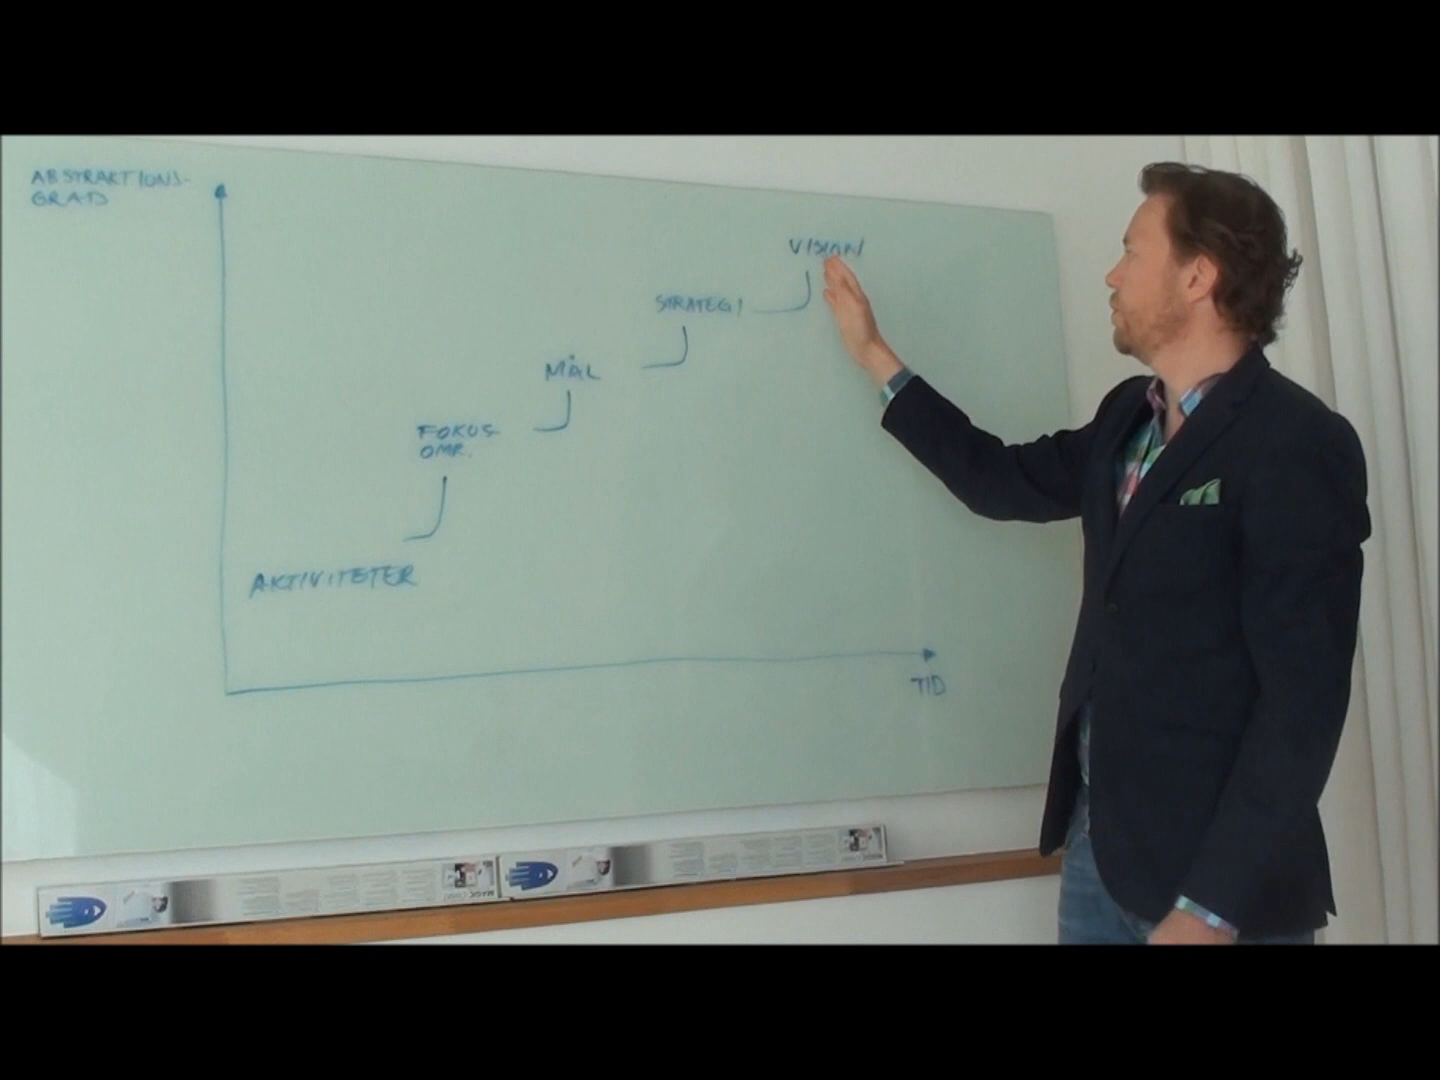 ABSTRAKTIONS-
GRAD
VISION
STRATEGI
MÅL
FOKUS-
OMR.
AKTIVITETER
TID